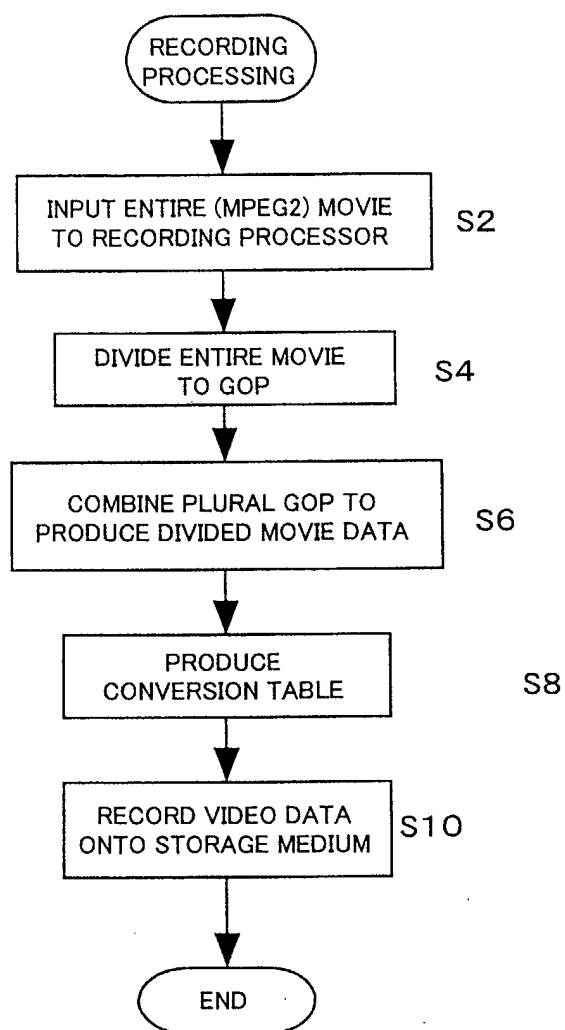 RECORDING
PROCESSING
INPUT ENTIRE (MPEG2) MOVIE
TO RECORDING PROCESSOR
S2
DIVIDE ENTIRE MOVIE
TO GOP
S4
COMBINE PLURAL GOP TO
PRODUCE DIVIDED MOVIE DATA
S6
PRODUCE
CONVERSION TABLE
S8
RECORD VIDEO DATA
ONTO STORAGE MEDIUM
S10
END